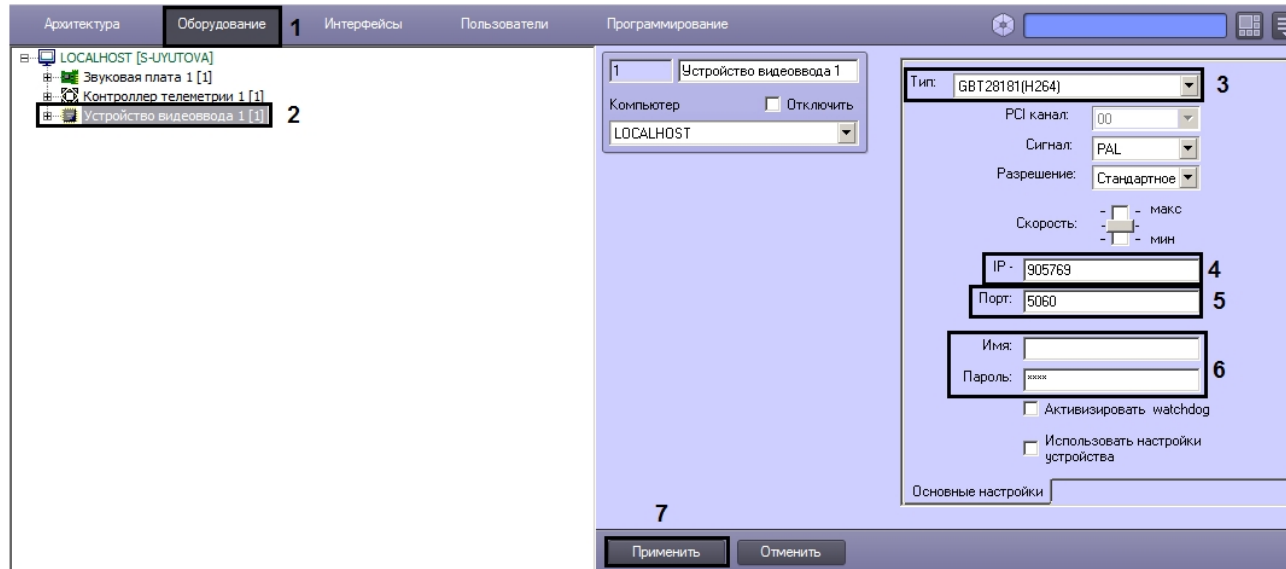 Архитектура Оборудование 1 Интерфейсы Пользователи Программирование
LOCALHOST [S-UYUTOVA]
Звуковая плата 1 [1]
Контроллер телеметрии 1 [1]
Устройство видеоввода 1 [1] 2
1 Устройство видеоввода 1
Компьютер Отключить
LOCALHOST
Тип: GBT28181(H264) 3
PCI канал: 00
Сигнал: PAL
Разрешение: Стандартное
Скорость: - - макс
- -
- - мин
IP - 905769 4
Порт: 5060 5
Имя:
Пароль: xxxx 6
Активизировать watchdog
Использовать настройки
устройства
Основные настройки
7
Применить Отменить